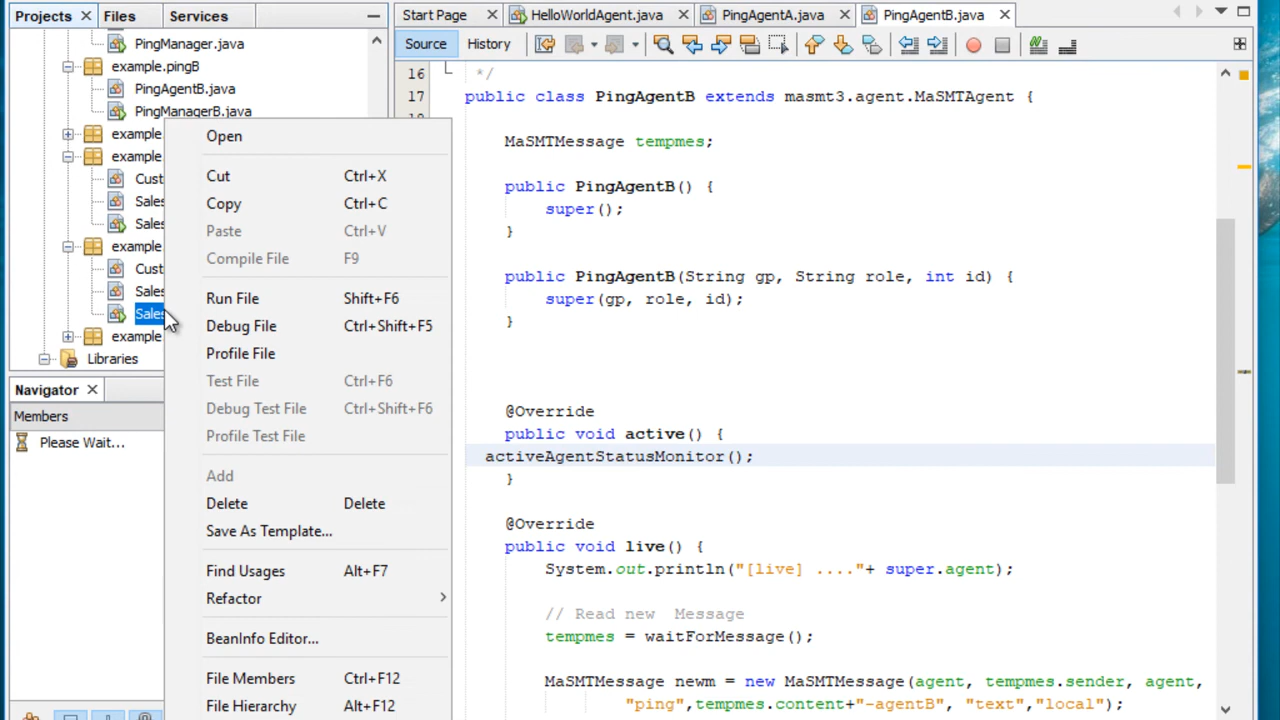 Projects
Files
Services
Start Page
HelloWorldAgent.java
PingAgentA.java
PingAgentB.java
Source
History
PingManager.java
example.pingB
PingAgentB.java
PingManagerB.java
example
example
Cust
Sales
Sales
example
Cust
Sales
Sales
example
Libraries
Navigator
Members
Please Wait...
Open
Cut Ctrl+X
Copy Ctrl+C
Paste Ctrl+V
Compile File F9
Run File Shift+F6
Debug File Ctrl+Shift+F5
Profile File
Test File Ctrl+F6
Debug Test File Ctrl+Shift+F6
Profile Test File
Add
Delete Delete
Save As Template...
Find Usages Alt+F7
Refactor
BeanInfo Editor...
File Members Ctrl+F12
File Hierarchy Alt+F12
16 */
17 public class PingAgentB extends masmt3.agent.MaSMTAgent {
MaSMTMessage tempmes;
public PingAgentB() {
super();
}
public PingAgentB(String gp, String role, int id) {
super(gp, role, id);
}
@Override
public void active() {
activeAgentStatusMonitor();
}
@Override
public void live() {
System.out.println("[live] ...."+ super.agent);
// Read new Message
tempmes = waitForMessage();
MaSMTMessage newm = new MaSMTMessage(agent, tempmes.sender, agent,
"ping",tempmes.content+"-agentB", "text","local");